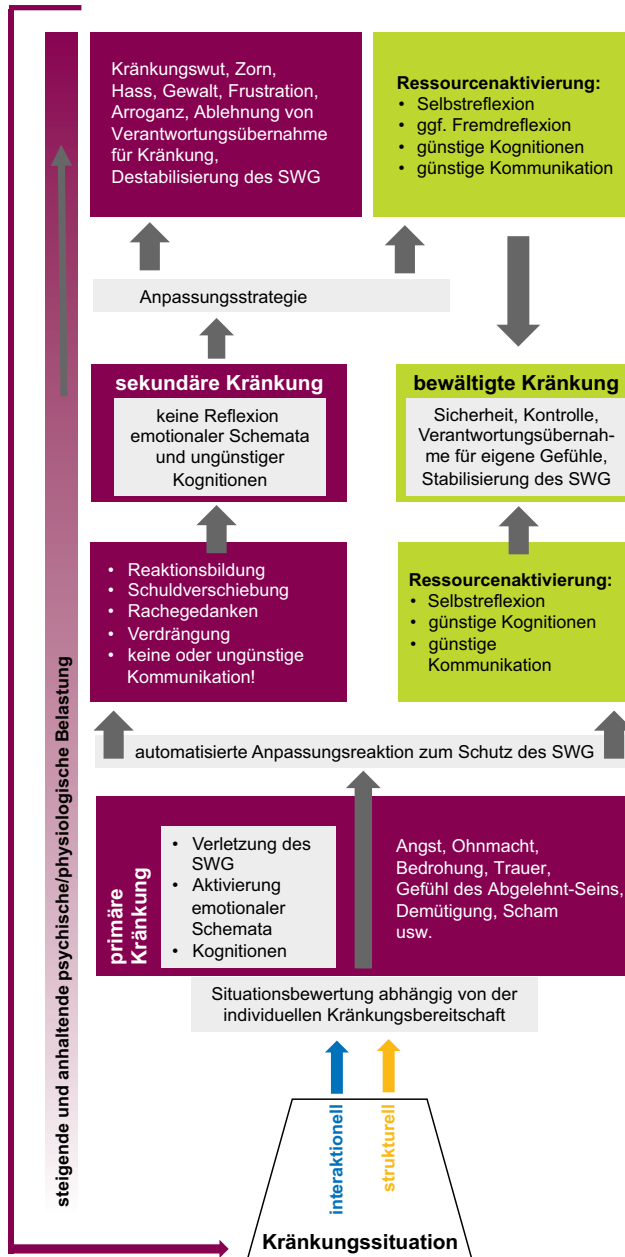 Kränkungswut, Zorn,
Hass, Gewalt, Frustration,
Arroganz, Ablehnung von
Verantwortungsübernahme
für Kränkung,
Destabilisierung des SWG
Ressourcenaktivierung:
• Selbstreflexion
• ggf. Fremdreflexion
• günstige Kognitionen
• günstige Kommunikation
Anpassungsstrategie
sekundäre Kränkung
keine Reflexion
emotionaler Schemata
und ungünstiger
Kognitionen
bewältigte Kränkung
Sicherheit, Kontrolle,
Verantwortungsübernah-
me für eigene Gefühle,
Stabilisierung des SWG
• Reaktionsbildung
• Schuldverschiebung
• Rachegedanken
• Verdrängung
• keine oder ungünstige
Kommunikation!
Ressourcenaktivierung:
• Selbstreflexion
• günstige Kognitionen
• günstige
Kommunikation
automatisierte Anpassungsreaktion zum Schutz des SWG
primäre
Kränkung
• Verletzung des
SWG
• Aktivierung
emotionaler
Schemata
• Kognitionen
Angst, Ohnmacht,
Bedrohung, Trauer,
Gefühl des Abgelehnt-Seins,
Demütigung, Scham
usw.
Situationsbewertung abhängig von der
individuellen Kränkungsbereitschaft
interaktionell
strukturell
Kränkungssituation
steigende und anhaltende psychische/physiologische Belastung